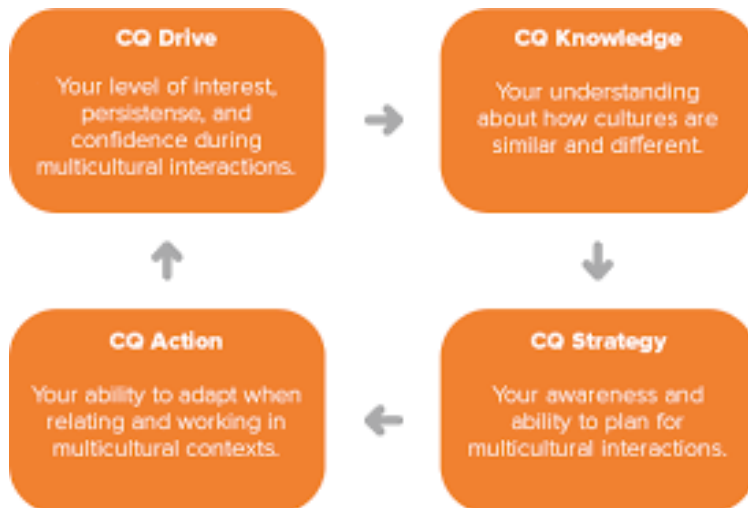 CQ Drive
Your level of interest,
persistense, and
confidence during
multicultural interactions.
CQ Knowledge
Your understanding
about how cultures are
similar and different.
CQ Action
Your ability to adapt when
relating and working in
multicultural contexts.
CQ Strategy
Your awareness and
ability to plan for
multicultural interactions.